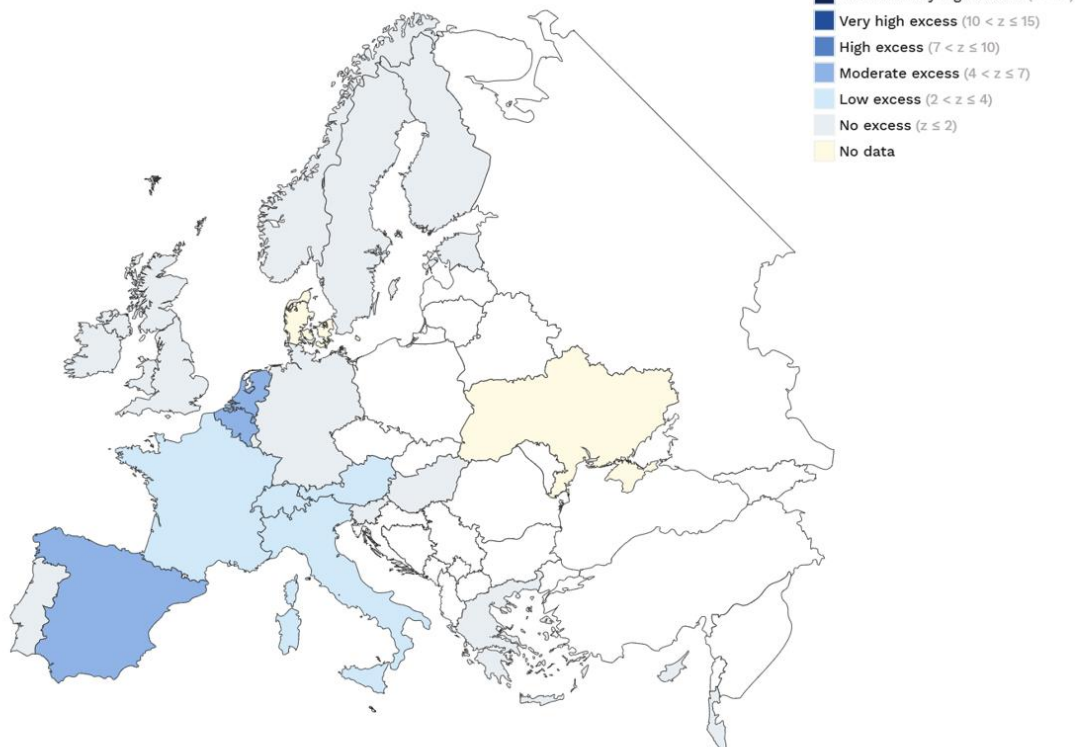 Very high excess (10 < z ≤ 15)
High excess (7 < z ≤ 10)
Moderate excess (4 < z ≤ 7)
Low excess (2 < z ≤ 4)
No excess (z ≤ 2)
No data